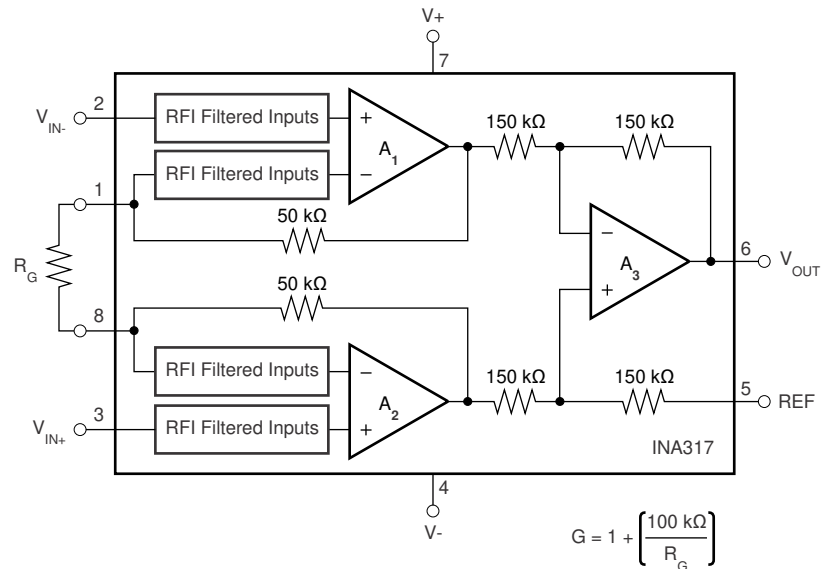 V+
7
2
V_IN-
RFI Filtered Inputs
+
A_1
150 kΩ
150 kΩ
1
RFI Filtered Inputs
−
50 kΩ
R_G
−
A_3
+
6
V_OUT
8
50 kΩ
RFI Filtered Inputs
−
A_2
150 kΩ
150 kΩ
5
REF
3
V_IN+
RFI Filtered Inputs
+
INA317
4
V-
G = 1 + [100 kΩ / R_G]